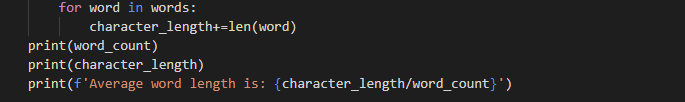 for word in words:
character_length+=len(word)
print(word_count)
print(character_length)
print(f'Average word length is: {character_length/word_count}')